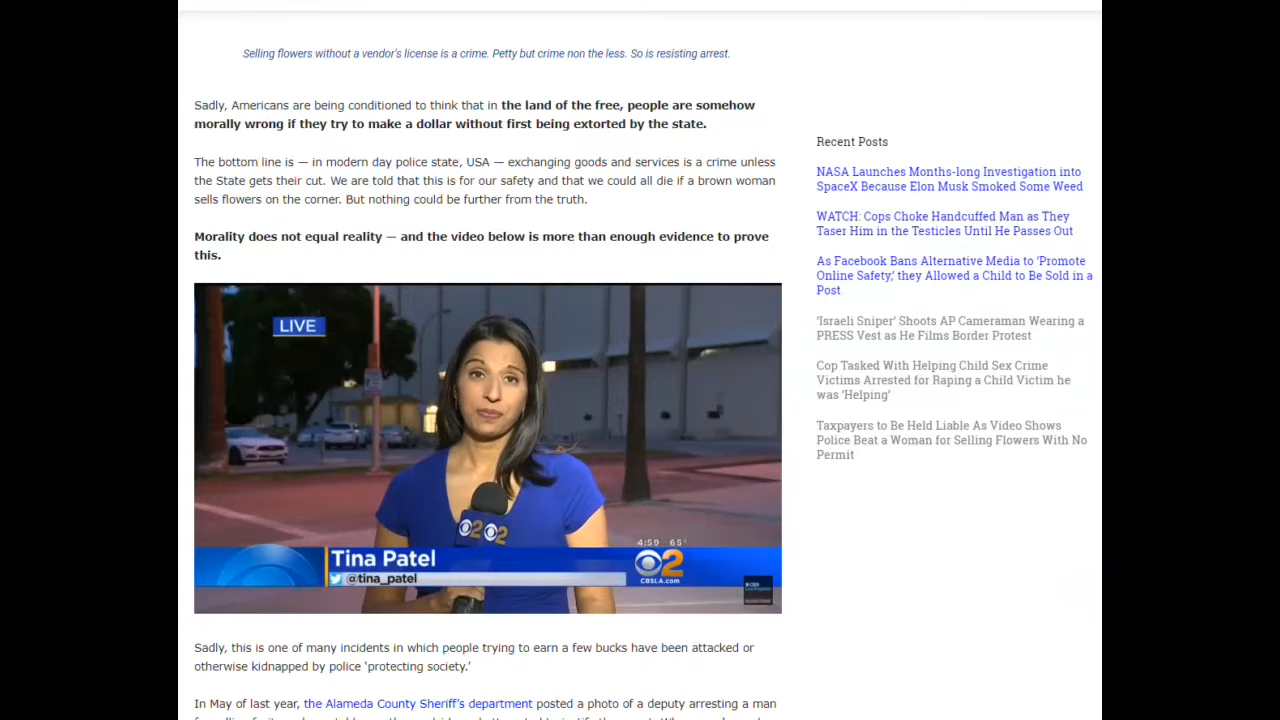 Selling flowers without a vendor's license is a crime. Petty but crime non the less. So is resisting arrest.
Sadly, Americans are being conditioned to think that in the land of the free, people are somehow
morally wrong if they try to make a dollar without first being extorted by the state.
The bottom line is — in modern day police state, USA — exchanging goods and services is a crime unless
the State gets their cut. We are told that this is for our safety and that we could all die if a brown woman
sells flowers on the corner. But nothing could be further from the truth.
Morality does not equal reality — and the video below is more than enough evidence to prove
this.
LIVE
2 2
Tina Patel
@tina_patel
4:59 65°
2
CBSLA.com
Sadly, this is one of many incidents in which people trying to earn a few bucks have been attacked or
otherwise kidnapped by police ‘protecting society.’
In May of last year, the Alameda County Sheriff’s department posted a photo of a deputy arresting a man
Recent Posts
NASA Launches Months-long Investigation into
SpaceX Because Elon Musk Smoked Some Weed
WATCH: Cops Choke Handcuffed Man as They
Taser Him in the Testicles Until He Passes Out
As Facebook Bans Alternative Media to ‘Promote
Online Safety,’ they Allowed a Child to Be Sold in a
Post
‘Israeli Sniper’ Shoots AP Cameraman Wearing a
PRESS Vest as He Films Border Protest
Cop Tasked With Helping Child Sex Crime
Victims Arrested for Raping a Child Victim he
was ‘Helping’
Taxpayers to Be Held Liable As Video Shows
Police Beat a Woman for Selling Flowers With No
Permit